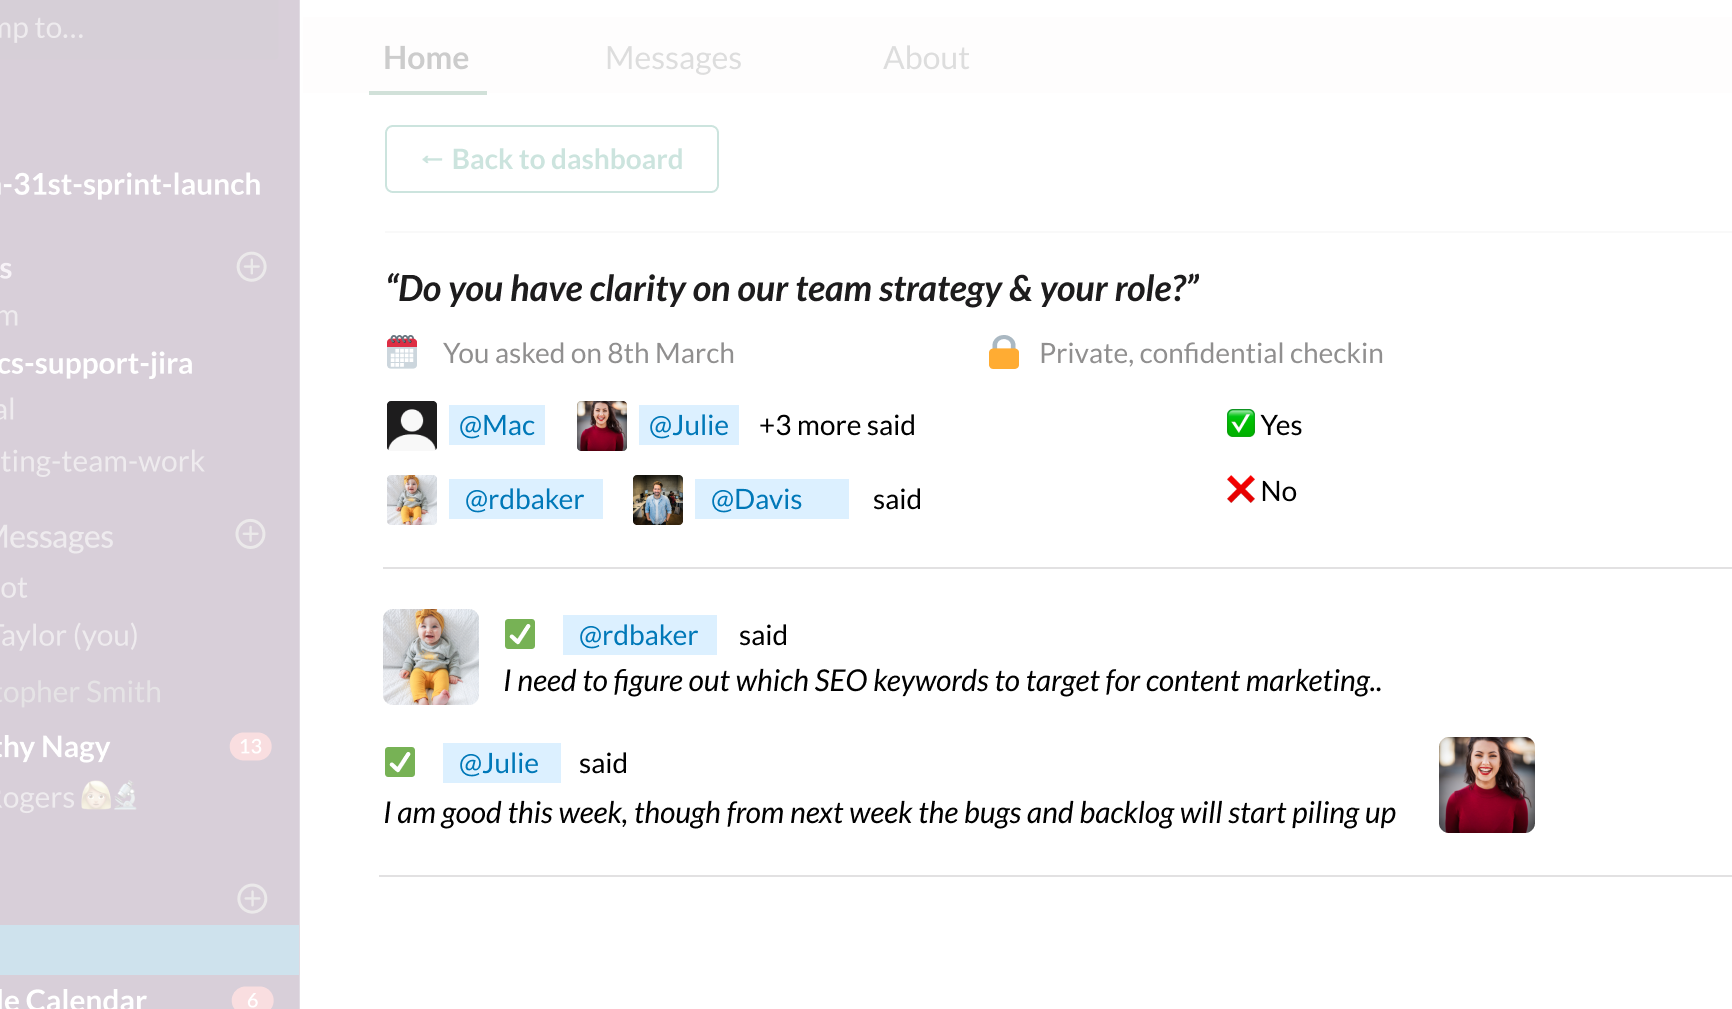 mp to...
-31st-sprint-launch
s
m
cs-support-jira
al
ting-team-work
Messages
ot
Taylor (you)
topher Smith
thy Nagy 13
ogers
le Calendar 6
Home Messages About
← Back to dashboard
“Do you have clarity on our team strategy & your role?”
You asked on 8th March Private, confidential checkin
@Mac @Julie +3 more said Yes
@rdbaker @Davis said No
@rdbaker said
I need to figure out which SEO keywords to target for content marketing..
@Julie said
I am good this week, though from next week the bugs and backlog will start piling up